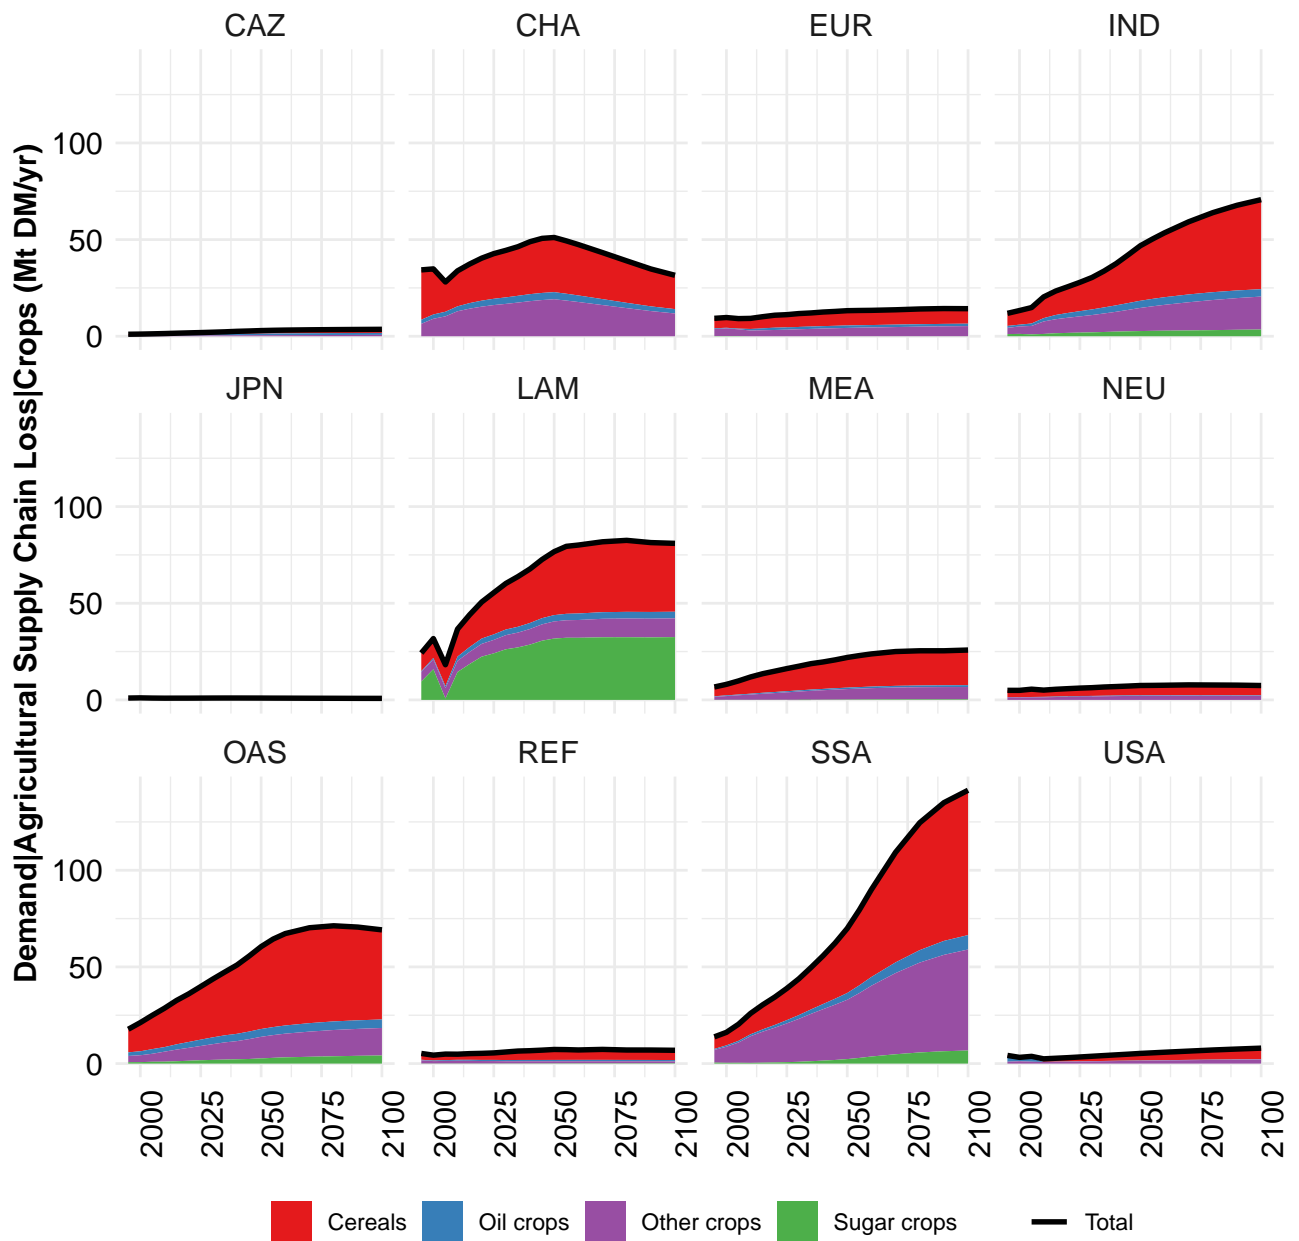 CAZ CHA EUR IND
Demand|Agricultural Supply Chain Loss|Crops (Mt DM/yr)
100
50
0
JPN LAM MEA NEU
100
50
0
OAS REF SSA USA
100
50
0
2000 2025 2050 2075 2100 2000 2025 2050 2075 2100 2000 2025 2050 2075 2100 2000 2025 2050 2075 2100
Cereals Oil crops Other crops Sugar crops Total